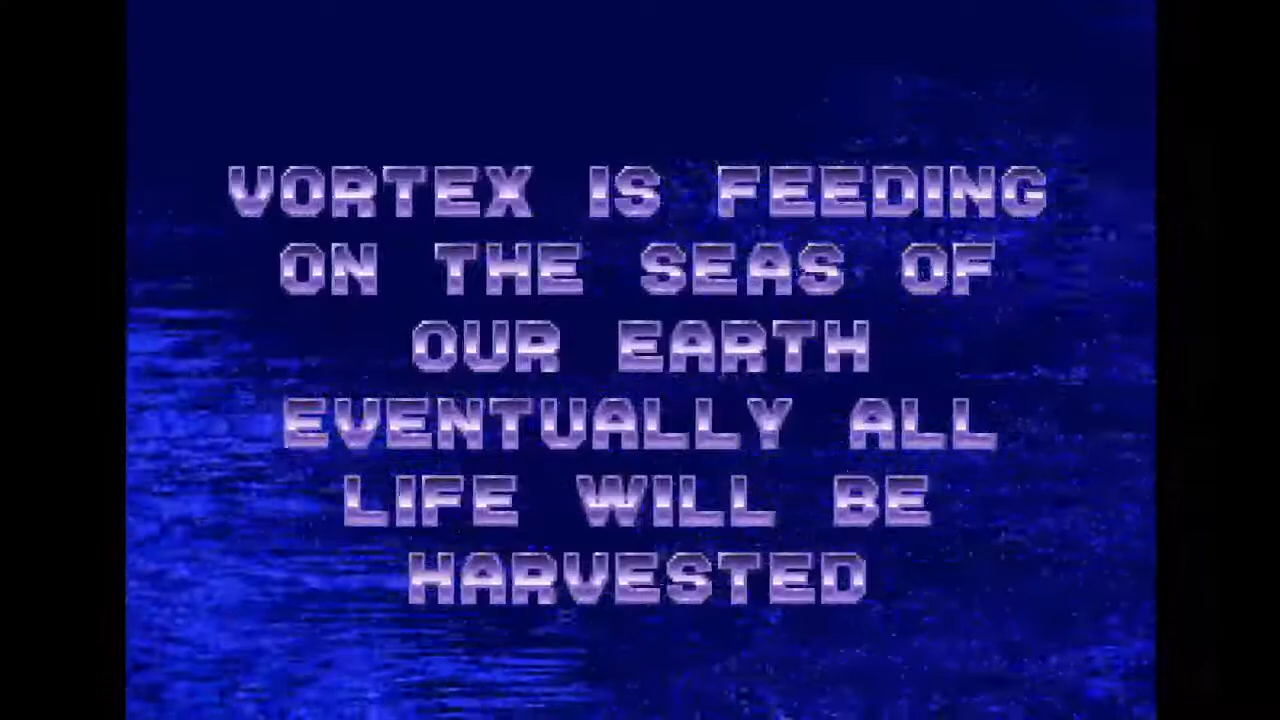 VORTEX IS FEEDING
ON THE SEAS OF
OUR EARTH
EVENTUALLY ALL
LIFE WILL BE
HARVESTED